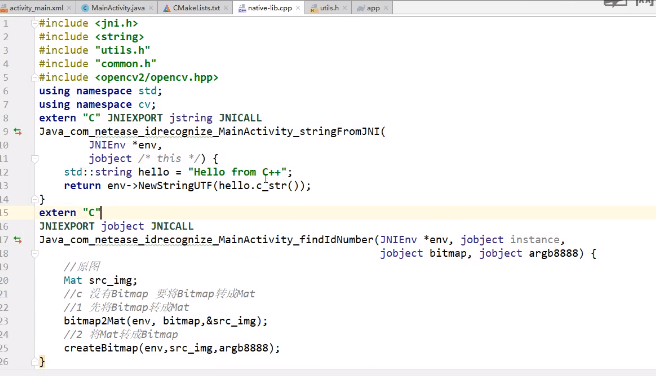 activity_main.xml MainActivity.java CMakeLists.txt native-lib.cpp utils.h app
1 #include <jni.h>
2 #include <string>
3 #include "utils.h"
4 #include "common.h"
5 #include <opencv2/opencv.hpp>
6 using namespace std;
7 using namespace cv;
8 extern "C" JNIEXPORT jstring JNICALL
9 Java_com_netease_idrecognize_MainActivity_stringFromJNI(
10 JNIEnv *env,
11 jobject /* this */) {
12 std::string hello = "Hello from C++";
13 return env->NewStringUTF(hello.c_str());
14 }
15 extern "C"
16 JNIEXPORT jobject JNICALL
17 Java_com_netease_idrecognize_MainActivity_findIdNumber(JNIEnv *env, jobject instance,
18 jobject bitmap, jobject argb8888) {
19 //原图
20 Mat src_img;
21 //c 没有Bitmap 要将Bitmap转成Mat
22 //1 先将Bitmap转成Mat
23 bitmap2Mat(env, bitmap,&src_img);
24 //2 将Mat转成Bitmap
25 createBitmap(env,src_img,argb8888);
26 }